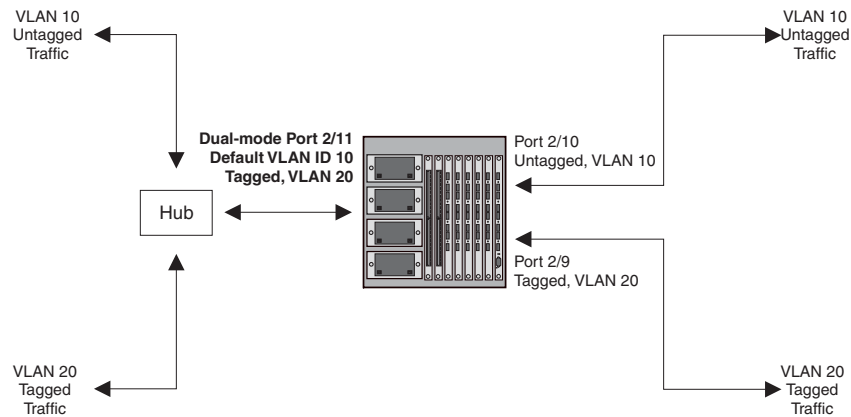 VLAN 10
Untagged
Traffic
VLAN 10
Untagged
Traffic
Dual-mode Port 2/11
Default VLAN ID 10
Tagged, VLAN 20
Port 2/10
Untagged, VLAN 10
Hub
Port 2/9
Tagged, VLAN 20
VLAN 20
Tagged
Traffic
VLAN 20
Tagged
Traffic